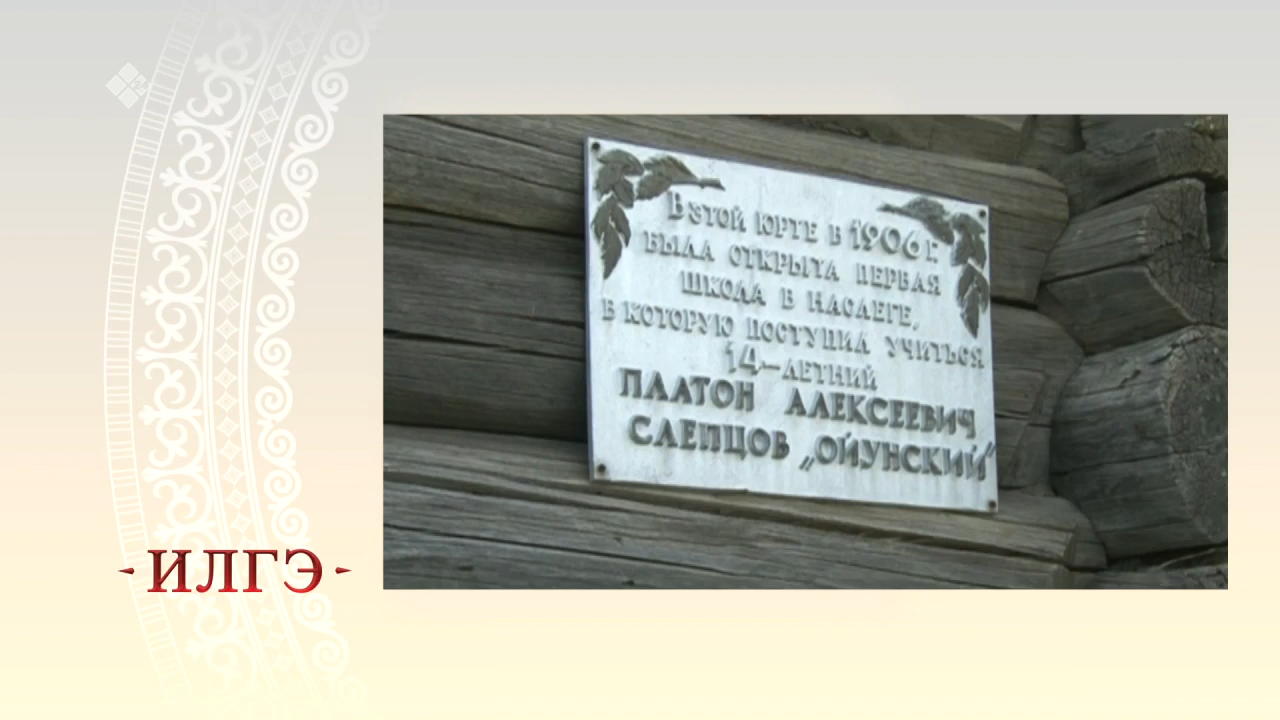 В ЭТОЙ ЮРТЕ В 1906 Г.
БЫЛА ОТКРЫТА ПЕРВАЯ
ШКОЛА В НАСЛЕГЕ,
В КОТОРУЮ ПОСТУПИЛ УЧИТЬСЯ
14–ЛЕТНИЙ
ПЛАТОН АЛЕКСЕЕВИЧ
СЛЕПЦОВ „ОЙУНСКИЙ"
ИЛГЭ